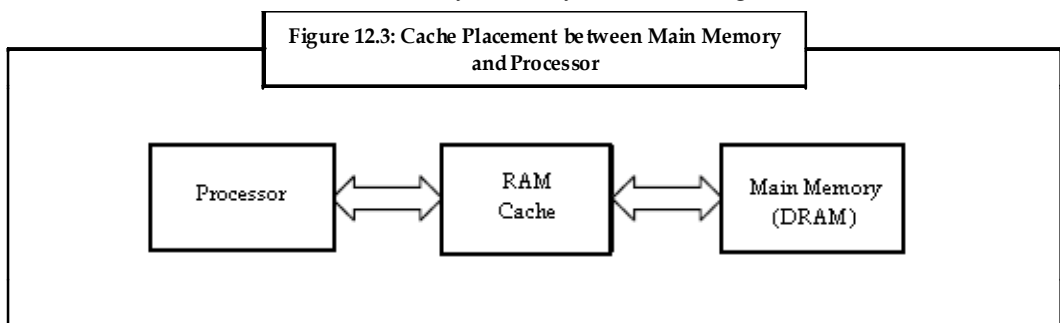 Figure 12.3: Cache Placement between Main Memory
and Processor
Processor
RAM
Cache
Main Memory
(DRAM)